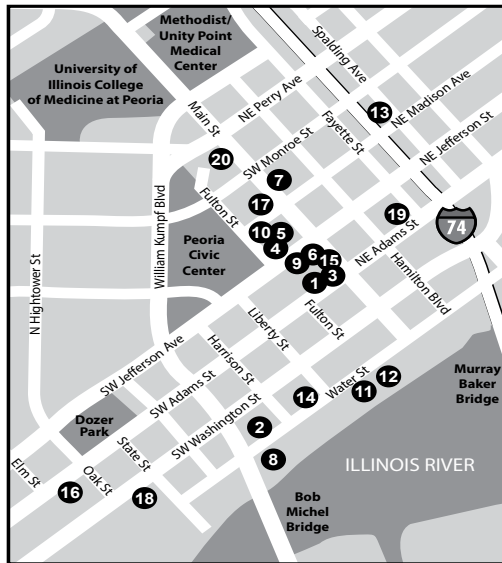 Methodist/
Unity Point
Medical
Center
University of
Illinois College
of Medicine at Peoria
Spalding Ave
NE Perry Ave
NE Madison Ave
Main St
Fayette St
13
SW Monroe St
NE Jefferson St
20
7
William Kumpf Blvd
Fulton St
17
19
74
10
5
4
6
15
9
3
1
NE Adams St
Peoria
Civic
Center
Hamilton Blvd
N Hightower St
Fulton St
Liberty St
SW Jefferson Ave
Harrison St
SW Adams St
Water St
12
11
14
Murray
Baker
Bridge
SW Washington St
Dozer
Park
2
State St
8
ILLINOIS RIVER
Elm St
Oak St
16
18
Bob
Michel
Bridge